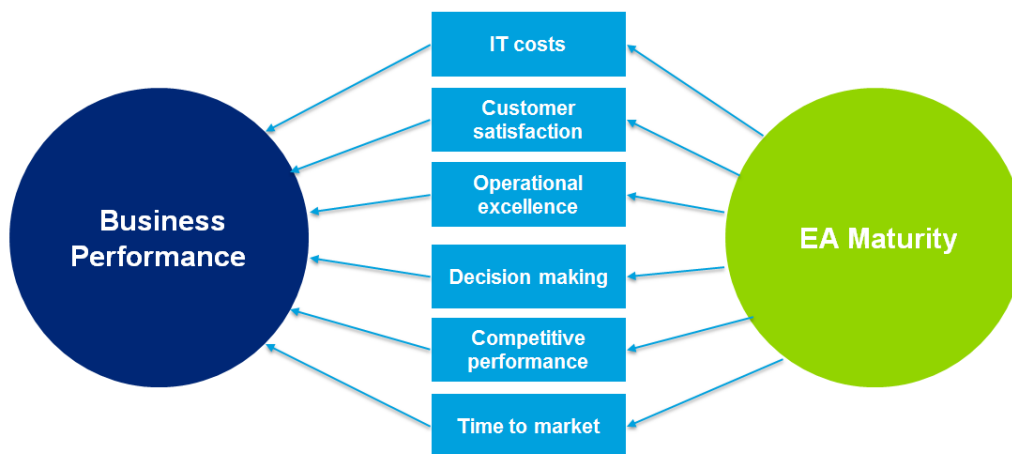 IT costs
Customer
satisfaction
Operational
excellence
Business
Performance
EA Maturity
Decision making
Competitive
performance
Time to market